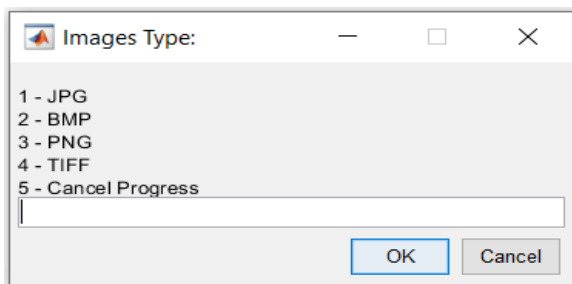 Images Type:
1 - JPG
2 - BMP
3 - PNG
4 - TIFF
5 - Cancel Progress
OK Cancel